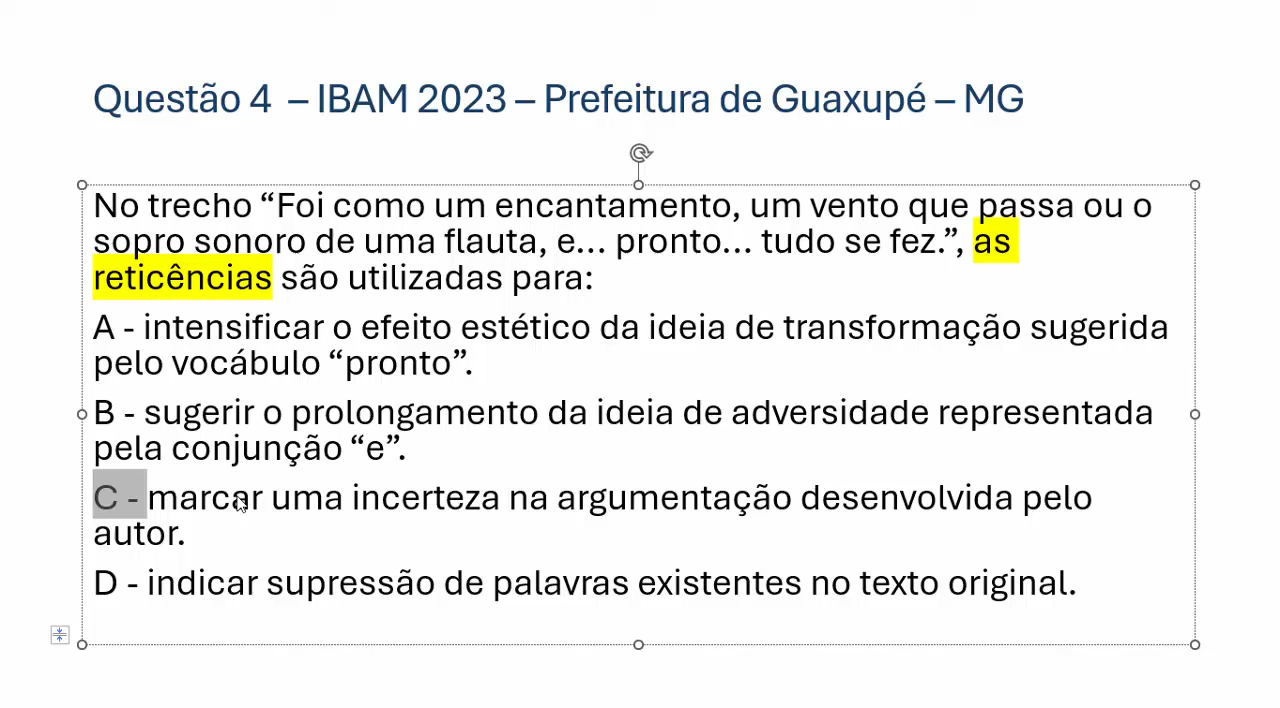 Questão 4 – IBAM 2023 – Prefeitura de Guaxupé – MG
No trecho “Foi como um encantamento, um vento que passa ou o
sopro sonoro de uma flauta, e... pronto... tudo se fez.”, as
reticências são utilizadas para:
A - intensificar o efeito estético da ideia de transformação sugerida
pelo vocábulo “pronto”.
B - sugerir o prolongamento da ideia de adversidade representada
pela conjunção “e”.
C - marcar uma incerteza na argumentação desenvolvida pelo
autor.
D - indicar supressão de palavras existentes no texto original.